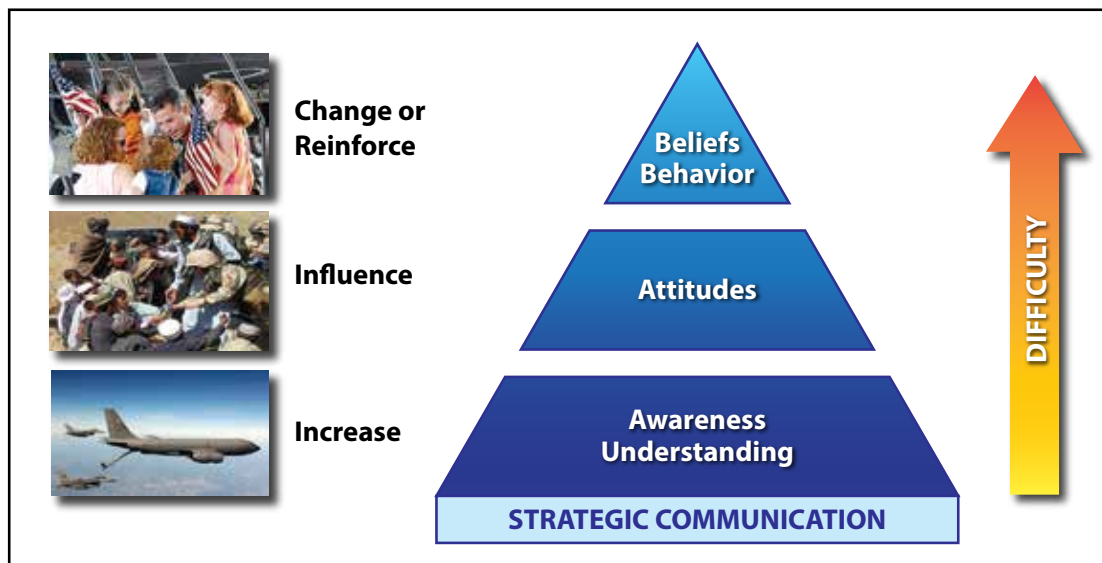 Change or
Reinforce
Beliefs
Behavior
Influence
Attitudes
Increase
Awareness
Understanding
STRATEGIC COMMUNICATION
DIFFICULTY